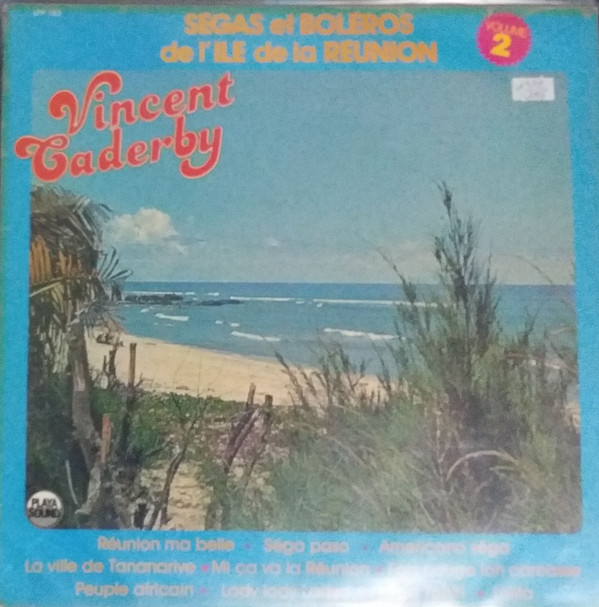 SEGAS et BOLEROS
de l'ILE de la REUNION
VOLUME
2
Vincent
Caderby
PLAYA
SOUND
Réunion ma belle • Séga pasa • Americano séga
La ville de Tananarive • Mi ça va la Réunion •
Peuple africain • Lady lady